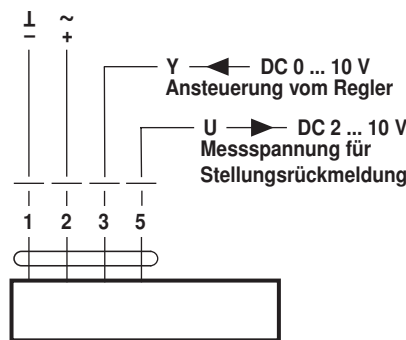 ⊥ ~
− +
Y DC 0 ... 10 V
Ansteuerung vom Regler
U DC 2 ... 10 V
Messspannung für
Stellungsrückmeldung
1 2 3 5